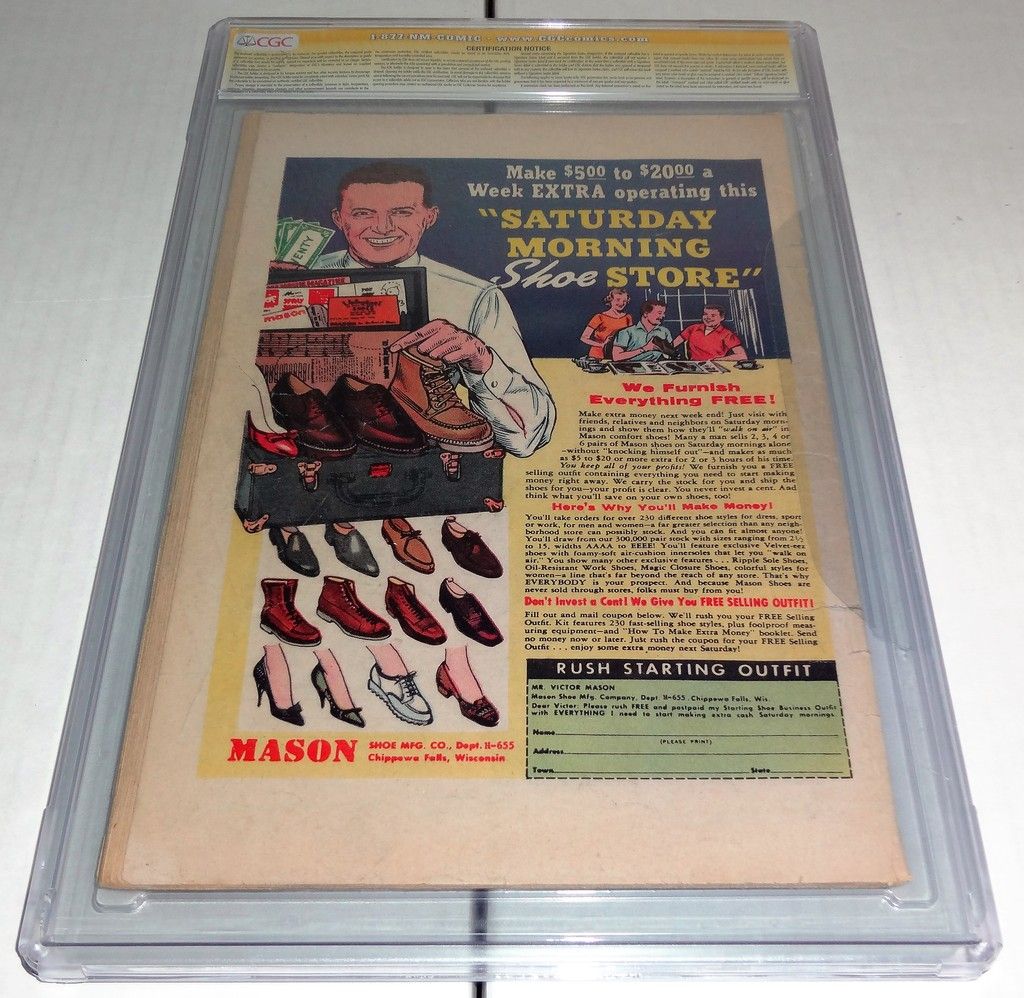 CGC
1-877-NM-COMIC - www.CGCcomics.com
CERTIFICATION NOTICE
Make $5.00 to $20.00 a
Week EXTRA operating this
"SATURDAY
MORNING
Shoe STORE"
MAGAZINE
mason
We Furnish
Everything FREE!
Make extra money next week end! Just visit with
friends, relatives and neighbors on Saturday morn-
ings and show them how they'll "walk on air" in
Mason comfort shoes! Many a man sells 2, 3, 4 or
6 pairs of Mason shoes on Saturday mornings alone
—without "knocking himself out"—and makes as much
as $5 to $20 or more extra for 2 or 3 hours of his time.
You keep all of your profits! We furnish you a FREE
selling outfit containing everything you need to start making
money right away. We carry the stock for you and ship the
shoes for you—your profit is clear. You never invest a cent. And
think what you'll save on your own shoes, too!
Here's Why You'll Make Money!
You'll take orders for over 230 different shoe styles for dress, sport
or work, for men and women—a far greater selection than any neigh-
borhood store can possibly stock. And you can fit almost anyone!
You'll draw from our 300,000 pair stock with sizes ranging from 2½
to 15, widths AAAA to EEEE! You'll feature exclusive Velvet-eez
shoes with foamy-soft air-cushion innersoles that let you "walk on
air." You show many other exclusive features . . . Ripple Sole Shoes,
Oil-Resistant Work Shoes, Magic Closure Shoes, colorful styles for
women—a line that's far beyond the reach of any store. That's why
EVERYBODY is your prospect. And because Mason Shoes are
never sold through stores, folks must buy from you!
Don't Invest a Cent! We Give You FREE SELLING OUTFIT!
Fill out and mail coupon below. We'll rush you your FREE Selling
Outfit. Kit features 230 fast-selling shoe styles, plus foolproof meas-
uring equipment—and "How To Make Extra Money" booklet. Send
no money now or later. Just rush the coupon for your FREE Selling
Outfit . . . enjoy some extra money next Saturday!
RUSH STARTING OUTFIT
MR. VICTOR MASON
Mason Shoe Mfg. Company, Dept. H-655 Chippewa Falls, Wis.
Dear Victor: Please rush FREE and postpaid my Starting Shoe Business Outfit
with EVERYTHING I need to start making extra cash Saturday mornings.
Name
(PLEASE PRINT)
Address
Town State
MASON SHOE MFG. CO., Dept. H-655
Chippewa Falls, Wisconsin